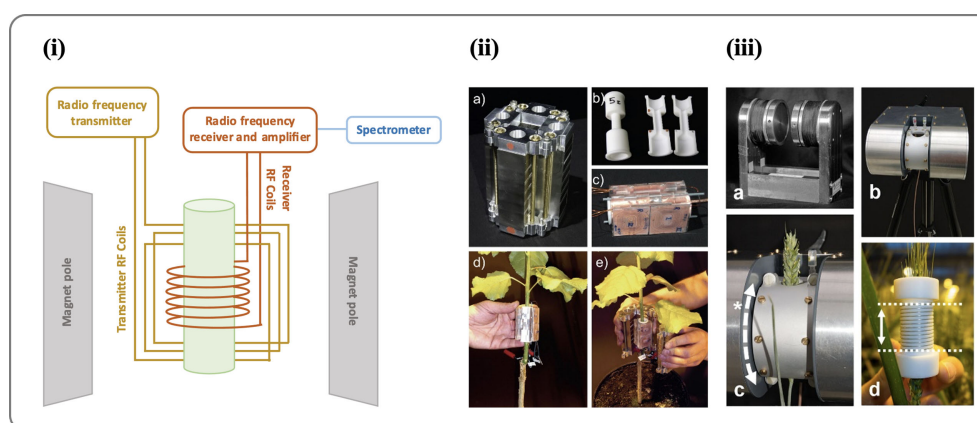 (i)
(ii)
(iii)
Radio frequency
transmitter
Radio frequency
receiver and amplifier
Spectrometer
Receiver
RF Coils
Transmitter RF Coils
Magnet pole
Magnet pole
a)
b)
c)
d)
e)
a
b
*
c
d